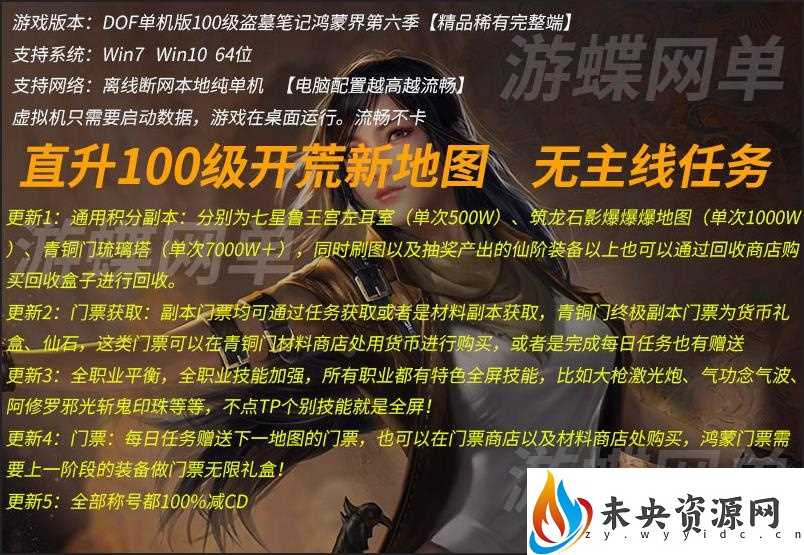 游戏版本：DOF单机版100级盗墓笔记鸿蒙界第六季【精品稀有完整端】
支持系统：Win7 Win10 64位
游蝶网单
支持网络：离线断网本地纯单机 【电脑配置越高越流畅】
虚拟机只需要启动数据，游戏在桌面运行。流畅不卡
直升100级开荒新地图 无主线任务
更新1：通用积分副本：分别为七星鲁王宫左耳室（单次500W）、筑龙石影爆爆爆地图（单次1000W
）、青铜门琉璃塔（单次7000W＋），同时刷图以及抽奖产出的仙阶装备以上也可以通过回收商店购
游蝶网单
买回收盒子进行回收。
更新2：门票获取：副本门票均可通过任务获取或者是材料副本获取，青铜门终极副本门票为货币礼
盒、仙石，这类门票可以在青铜门材料商店处用货币进行购买，或者是完成每日任务也有赠送
更新3：全职业平衡，全职业技能加强，所有职业都有特色全屏技能，比如大枪激光炮、气功念气波、
阿修罗邪光斩鬼印珠等等，不点TP个别技能就是全屏！
更新4：门票：每日任务赠送下一地图的门票，也可以在门票商店以及材料商店处购买，鸿蒙门票需
要上一阶段的装备做门票无限礼盒！
游蝶网单
更新5：全部称号都100%减CD
未央资源网
zy.wyyidc.cn